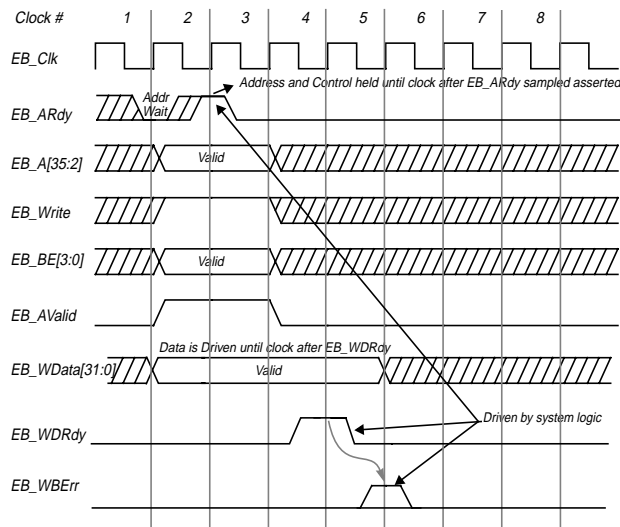 Clock # 1 2 3 4 5 6 7 8
EB_Clk
Address and Control held until clock after EB_ARdy sampled asserted
EB_ARdy
Addr
Wait
EB_A[35:2] Valid
EB_Write
EB_BE[3:0] Valid
EB_AValid
Data is Driven until clock after EB_WDRdy
EB_WData[31:0] Valid
Driven by system logic
EB_WDRdy
EB_WBErr